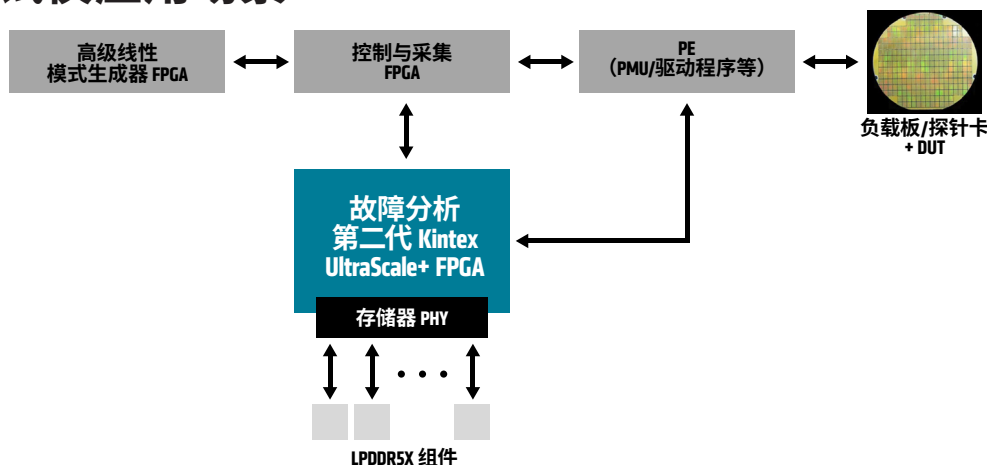 高级线性
模式生成器 FPGA
控制与采集
FPGA
PE
（PMU/驱动程序等）
负载板/探针卡
+ DUT
故障分析
第二代 Kintex
UltraScale+ FPGA
存储器 PHY
LPDDR5X 组件